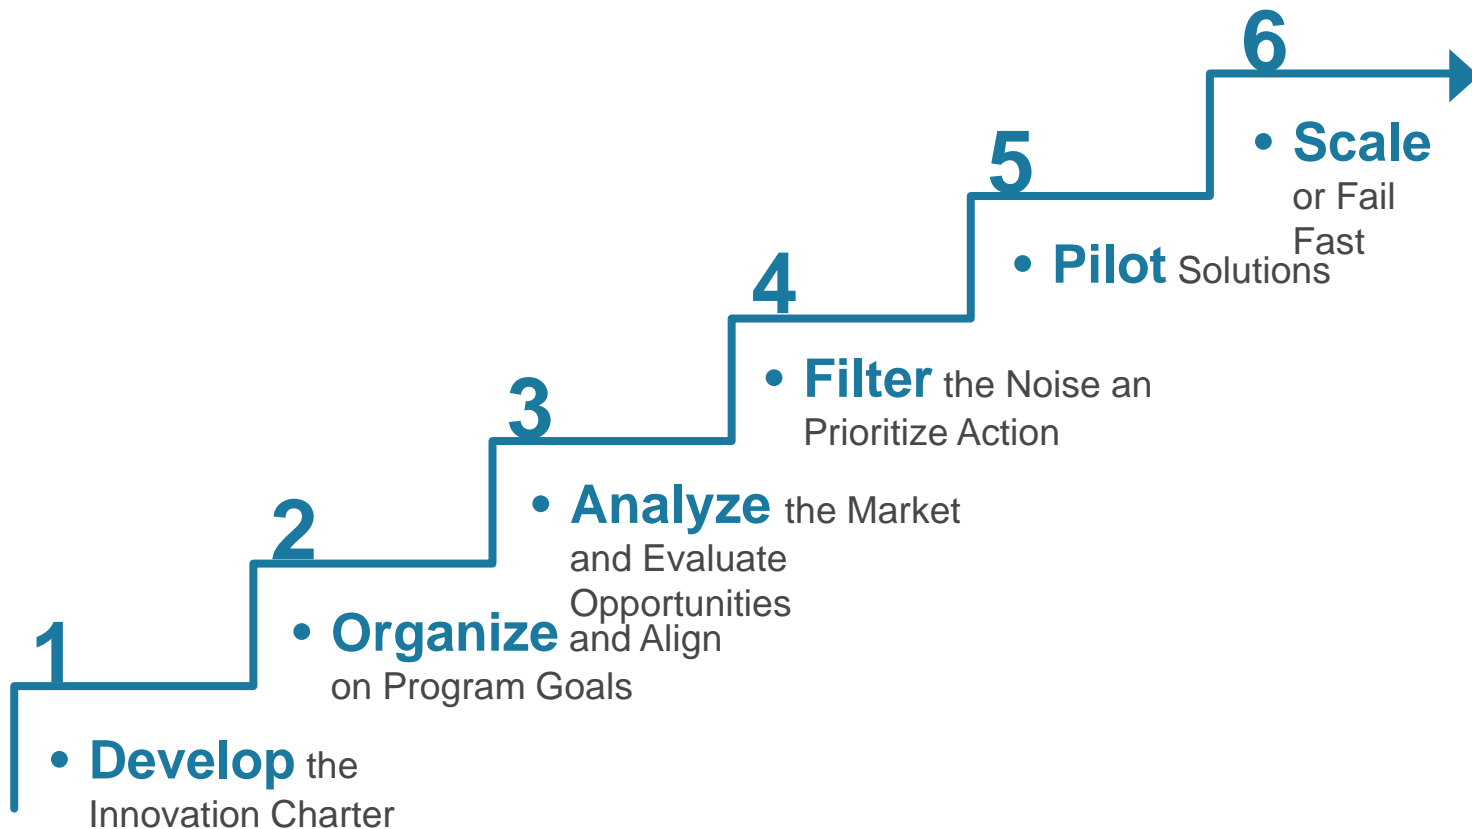 1
• Develop the
Innovation Charter
2
• Organize and Align
on Program Goals
3
• Analyze the Market
and Evaluate
Opportunities
4
• Filter the Noise an
Prioritize Action
5
• Pilot Solutions
6
• Scale
or Fail
Fast